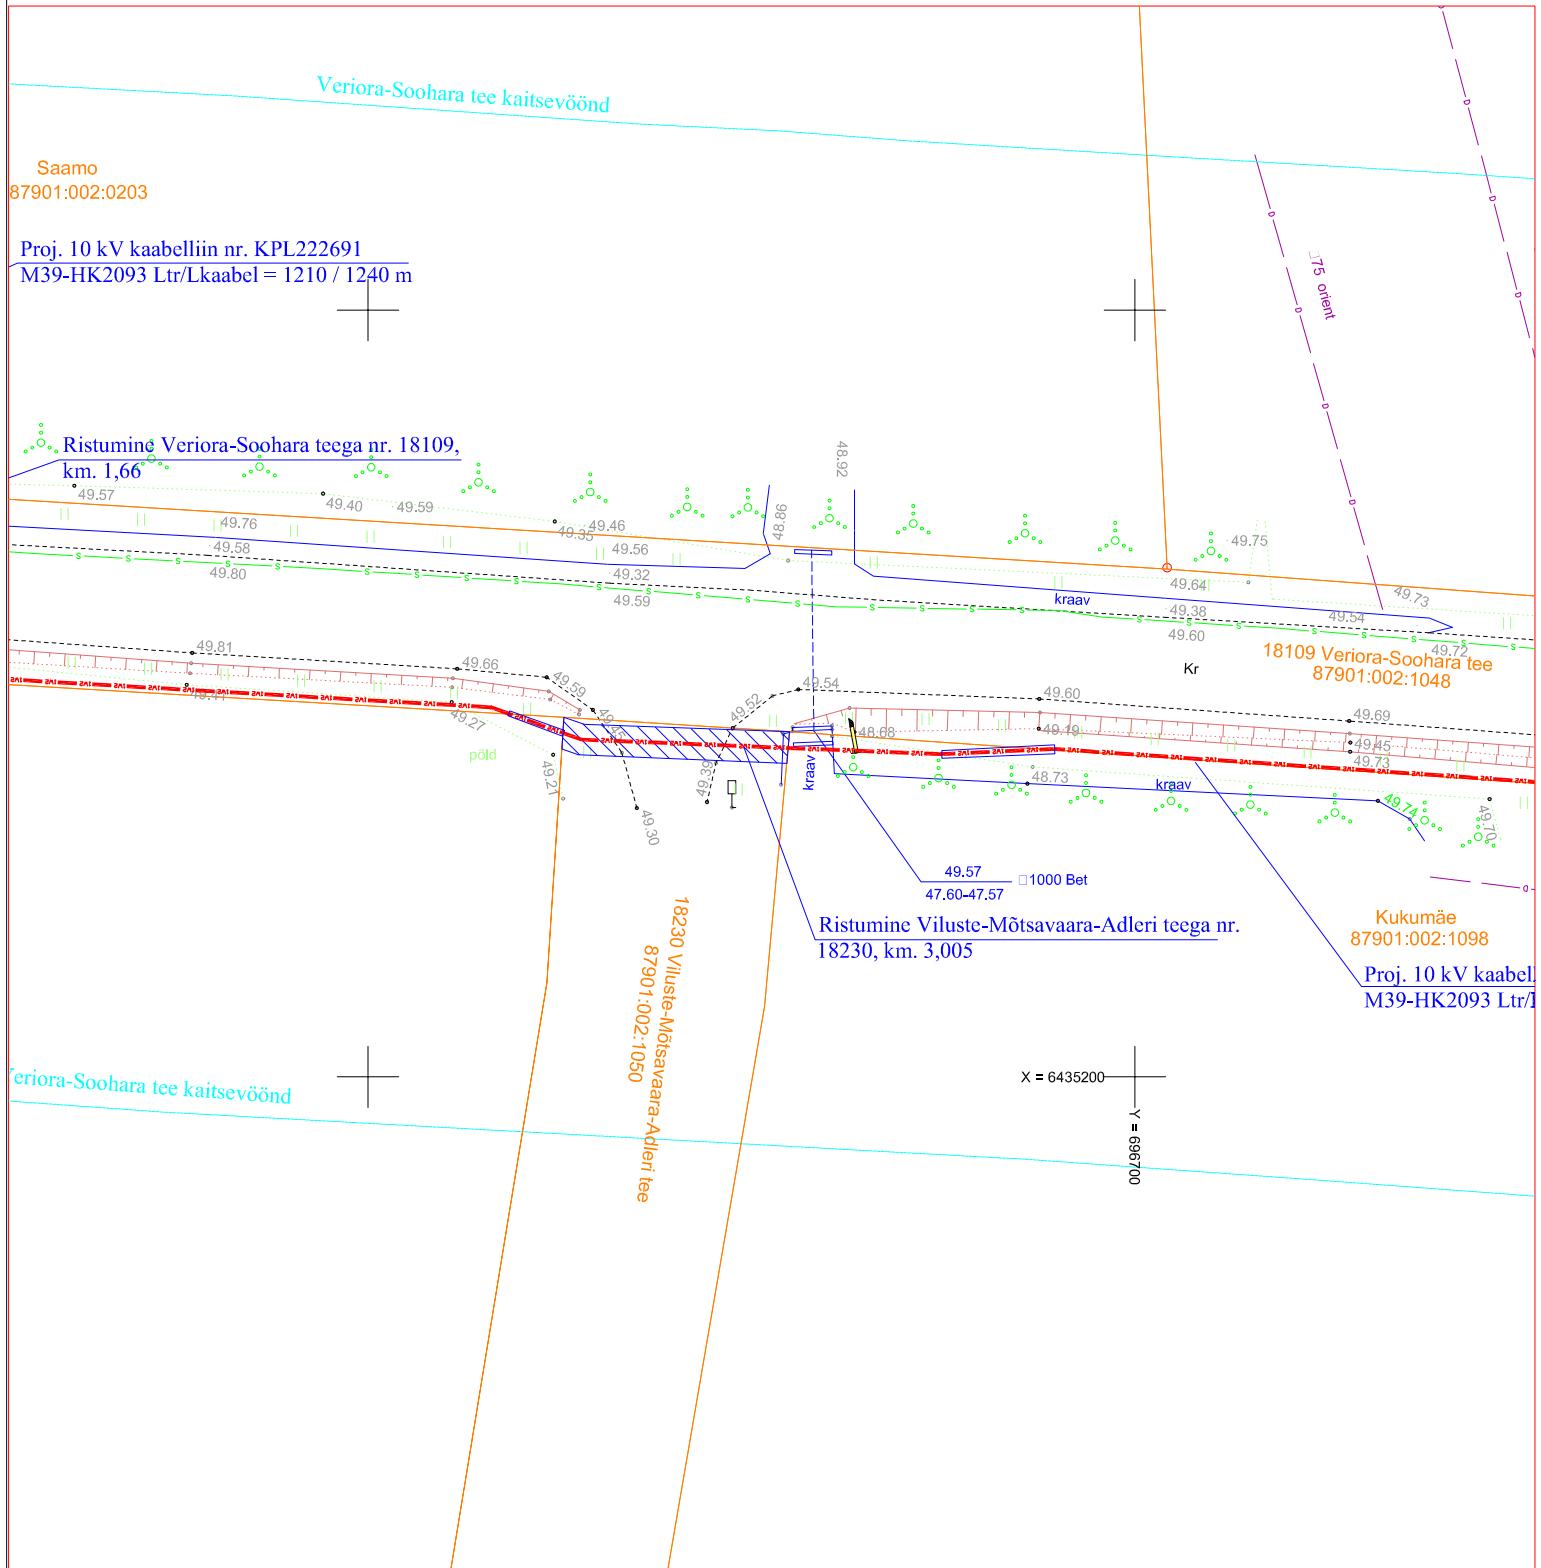 Veriora-Soohara tee kaitsevöönd
Saamo
87901:002:0203
Proj. 10 kV kaabelliin nr. KPL222691
M39-HK2093 Ltr/Lkaabel = 1210 / 1240 m
75 orient
Ristumine Veriora-Soohara teega nr. 18109,
km. 1,66
48.92
48.86
49.57
49.40
49.59
49.46
49.35
49.76
49.56
49.58
49.80
49.32
49.59
49.75
49.64
49.73
kraav
49.38
49.54
49.60
49.72
18109 Veriora-Soohara tee
87901:002:1048
Kr
49.81
49.66
49.59
49.54
49.60
49.69
49.41
49.27
49.45
49.52
48.68
49.19
49.45
49.73
põld
49.21
49.39
49.30
kraav
48.73
kraav
49.74
49.70
49.57
47.60-47.57
1000 Bet
Ristumine Viluste-Mõtsavaara-Adleri teega nr.
18230, km. 3,005
18230 Viluste-Mõtsavaara-Adleri tee
87901:002:1050
Kukumäe
87901:002:1098
Proj. 10 kV kaabel
M39-HK2093 Ltr/
X = 6435200
Y = 696700
eriora-Soohara tee kaitsevöönd